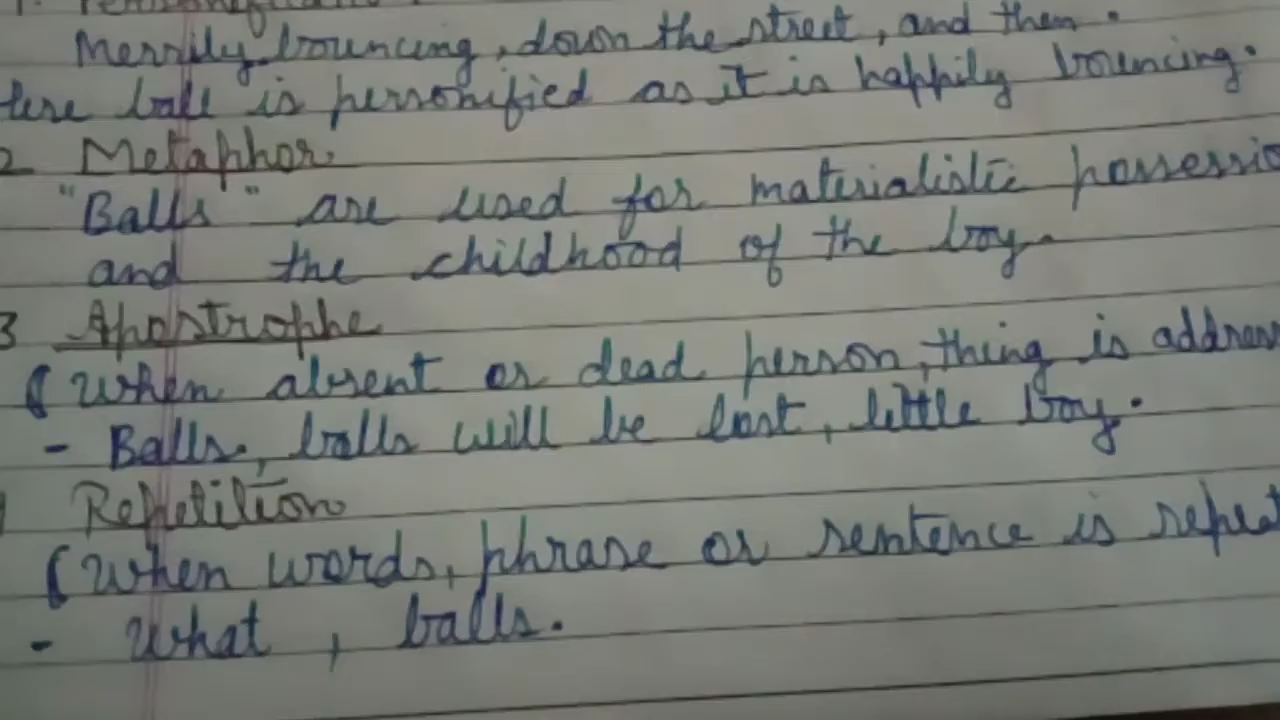 1. Personification
Merrily bouncing, down the street, and then.
Here ball is personified as it is happily bouncing.
2 Metaphor
"Balls" are used for materialistic possessio
and the childhood of the boy.
3 Apostrophe
( When absent or dead person, thing is addres
- Balls, balls will be lost, little boy.
Repetition
( When words, phrase or sentence is repeat
- What, balls.